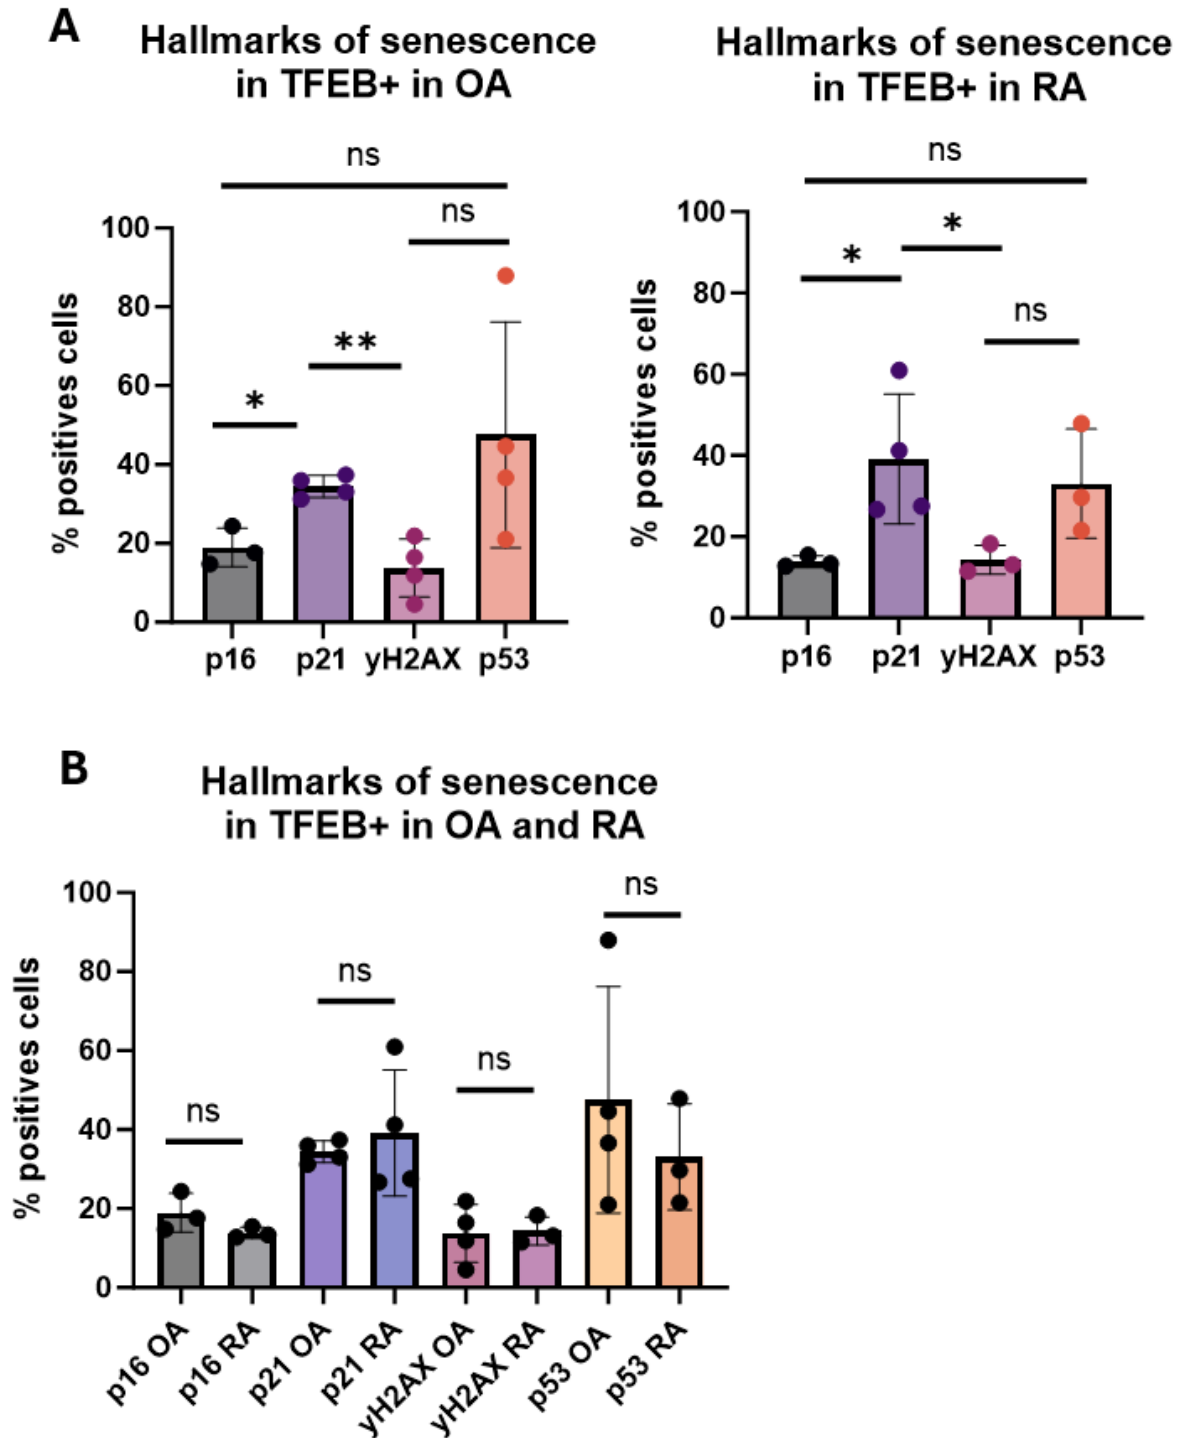 A
Hallmarks of senescence
in TFEB+ in OA
ns
ns
**
*
100
80
60
40
20
0
% positives cells
p16 p21 yH2AX p53
Hallmarks of senescence
in TFEB+ in RA
ns
*
*
ns
100
80
60
40
20
0
% positives cells
p16 p21 yH2AX p53
B
Hallmarks of senescence
in TFEB+ in OA and RA
ns
ns
ns
ns
100
80
60
40
20
0
% positives cells
p16 OA
p16 RA
p21 OA
p21 RA
yH2AX OA
yH2AX RA
p53 OA
p53 RA